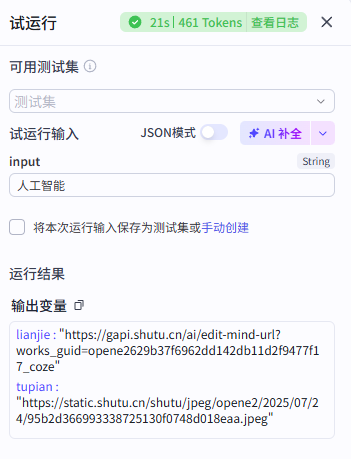 试运行
21s | 461 Tokens | 查看日志
可用测试集
测试集
试运行输入
JSON模式
AI 补全
input
String
人工智能
将本次运行输入保存为测试集或手动创建
运行结果
输出变量
lianjie : "https://gapi.shutu.cn/ai/edit-mind-url?
works_guid=opene2629b37f6962dd142db11d2f9477f1
7_coze"
tupian :
"https://static.shutu.cn/shutu/jpeg/opene2/2025/07/2
4/95b2d366993338725130f0748d018eaa.jpeg"